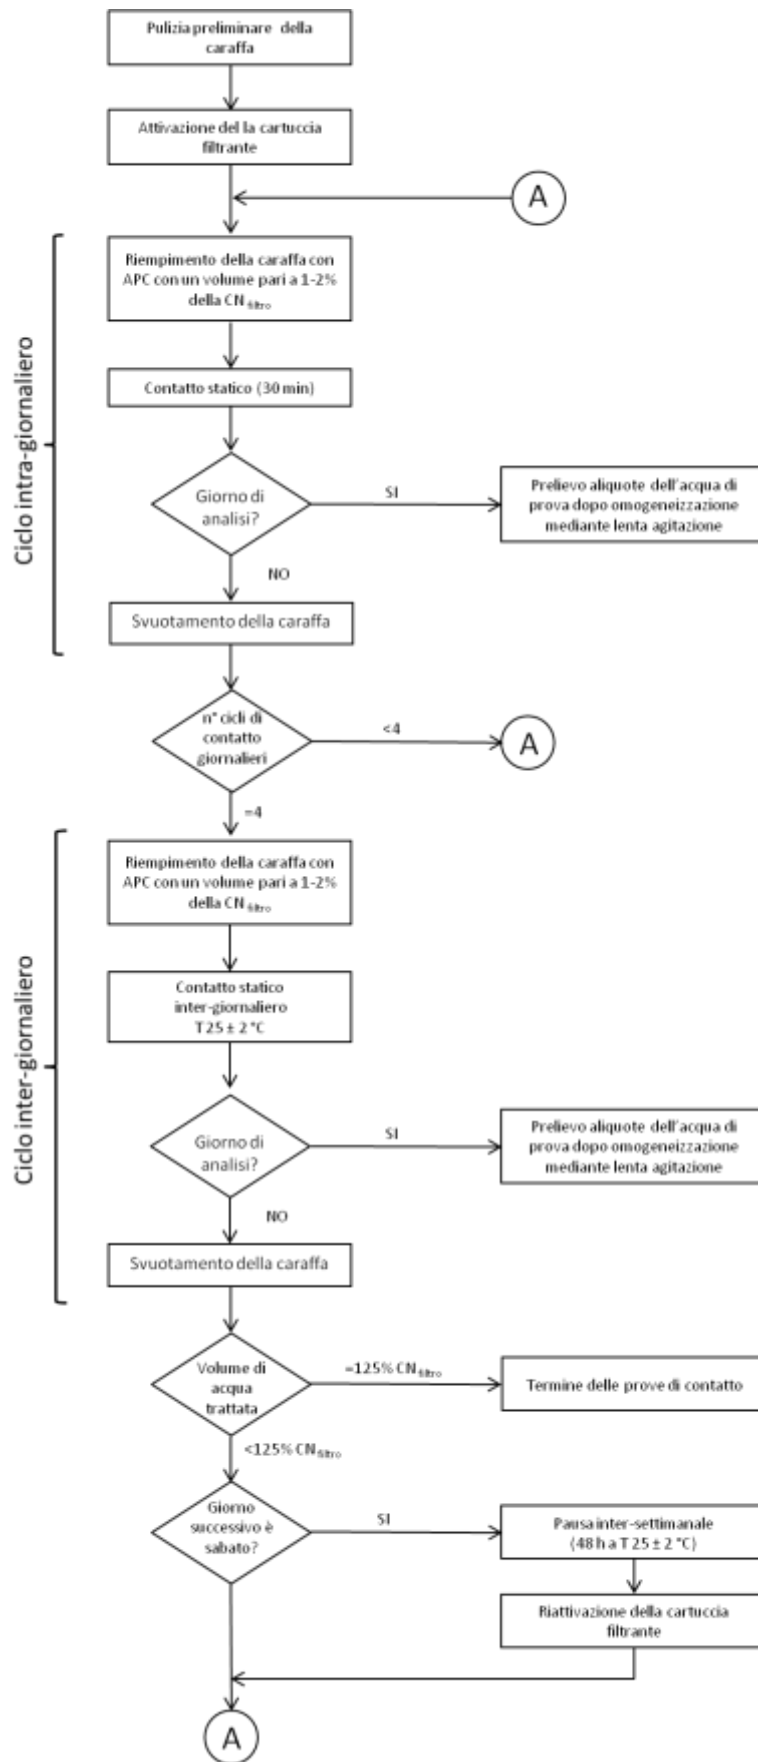 Pulizia preliminare della
caraffa
Attivazione del la cartuccia
filtrante
A
Ciclo intra-giornaliero
Riempimento della caraffa con
APC con un volume pari a 1-2%
della CN filtro
Contatto statico (30 min)
Giorno di
analisi?
SI
Prelievo aliquote dell'acqua di
prova dopo omogeneizzazione
mediante lenta agitazione
NO
Svuotamento della caraffa
n° cicli di
contatto
giornalieri
<4
A
=4
Ciclo inter-giornaliero
Riempimento della caraffa con
APC con un volume pari a 1-2%
della CN filtro
Contatto statico
inter-giornaliero
T 25 ± 2 °C
Giorno di
analisi?
SI
Prelievo aliquote dell'acqua di
prova dopo omogeneizzazione
mediante lenta agitazione
NO
Svuotamento della caraffa
Volume di
acqua
trattata
=125% CN filtro
Termine delle prove di contatto
<125% CN filtro
Giorno
successivo è
sabato?
SI
Pausa inter-settimanale
(48 h a T 25 ± 2 °C)
Riattivazione della cartuccia
filtrante
A